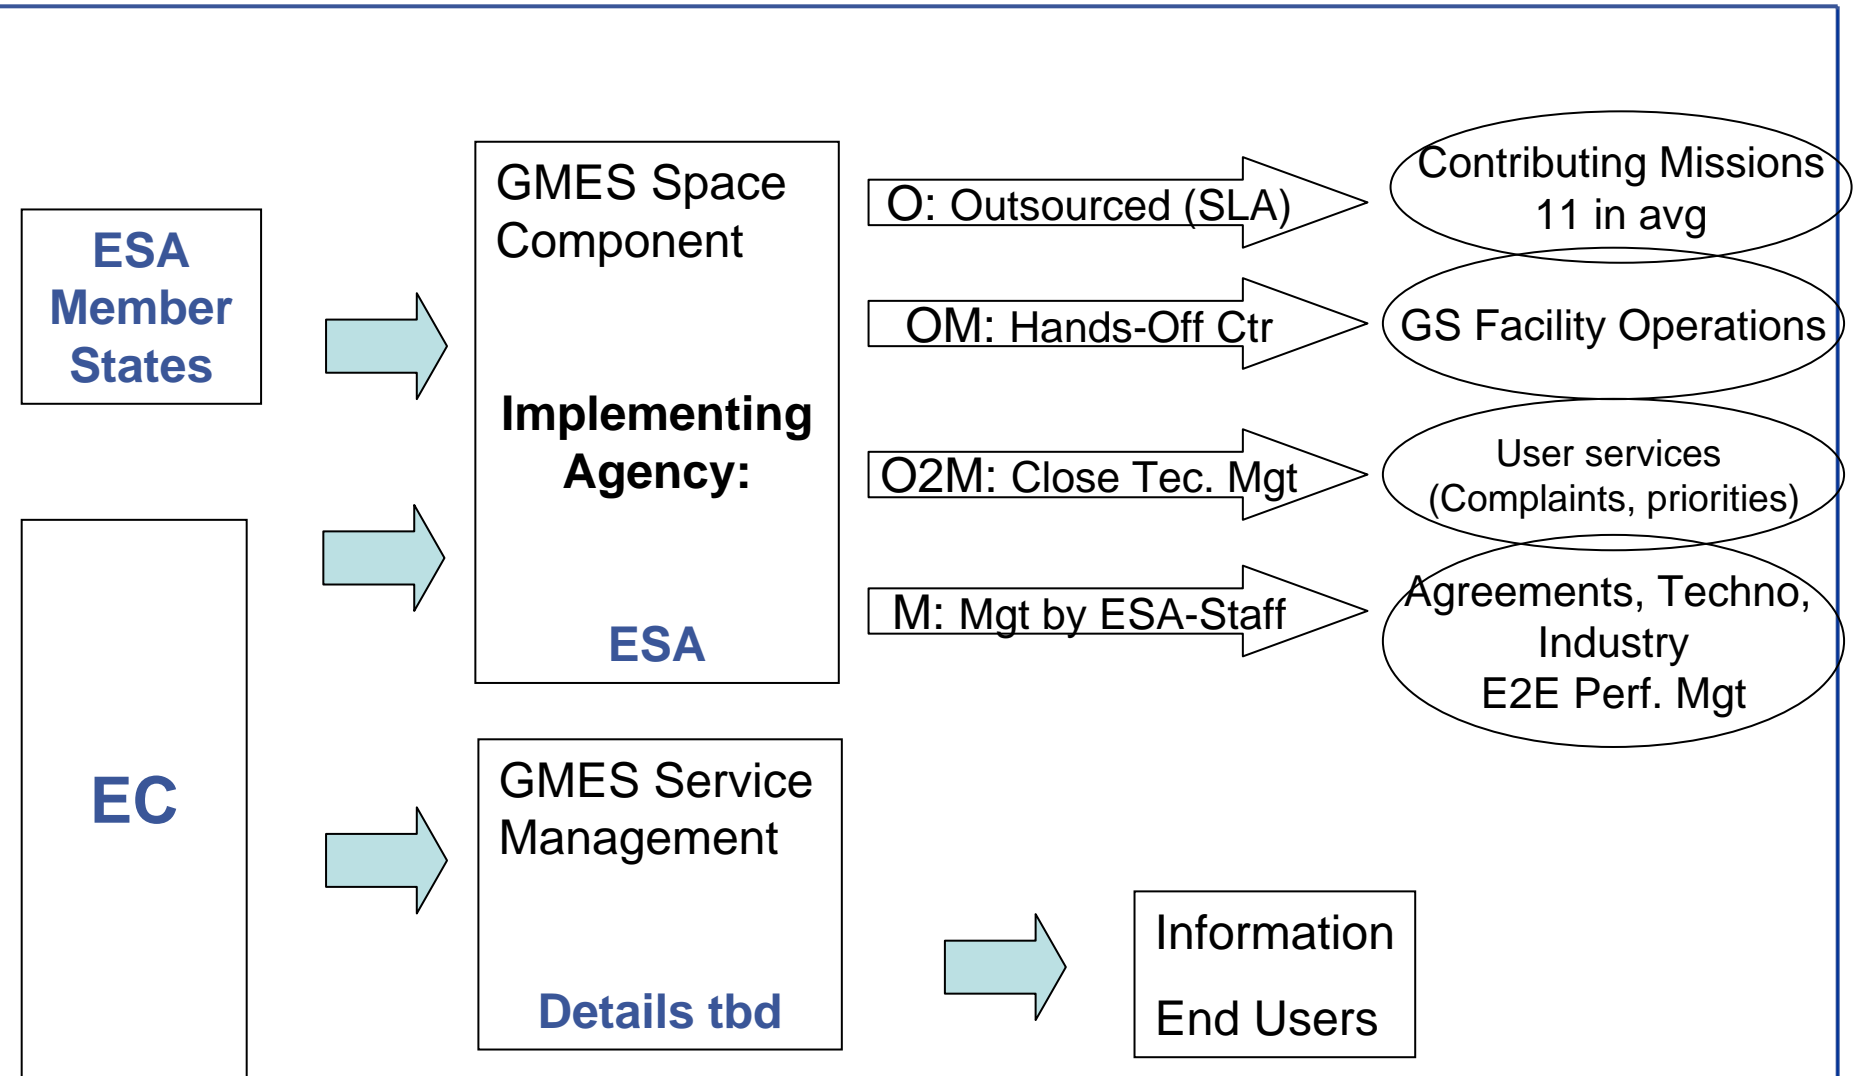 ESA
Member
States
EC
GMES Space
Component
Implementing
Agency:
ESA
GMES Service
Management
Details tbd
O: Outsourced (SLA)
OM: Hands-Off Ctr
O2M: Close Tec. Mgt
M: Mgt by ESA-Staff
Contributing Missions
11 in avg
GS Facility Operations
User services
(Complaints, priorities)
Agreements, Techno,
Industry
E2E Perf. Mgt
Information
End Users